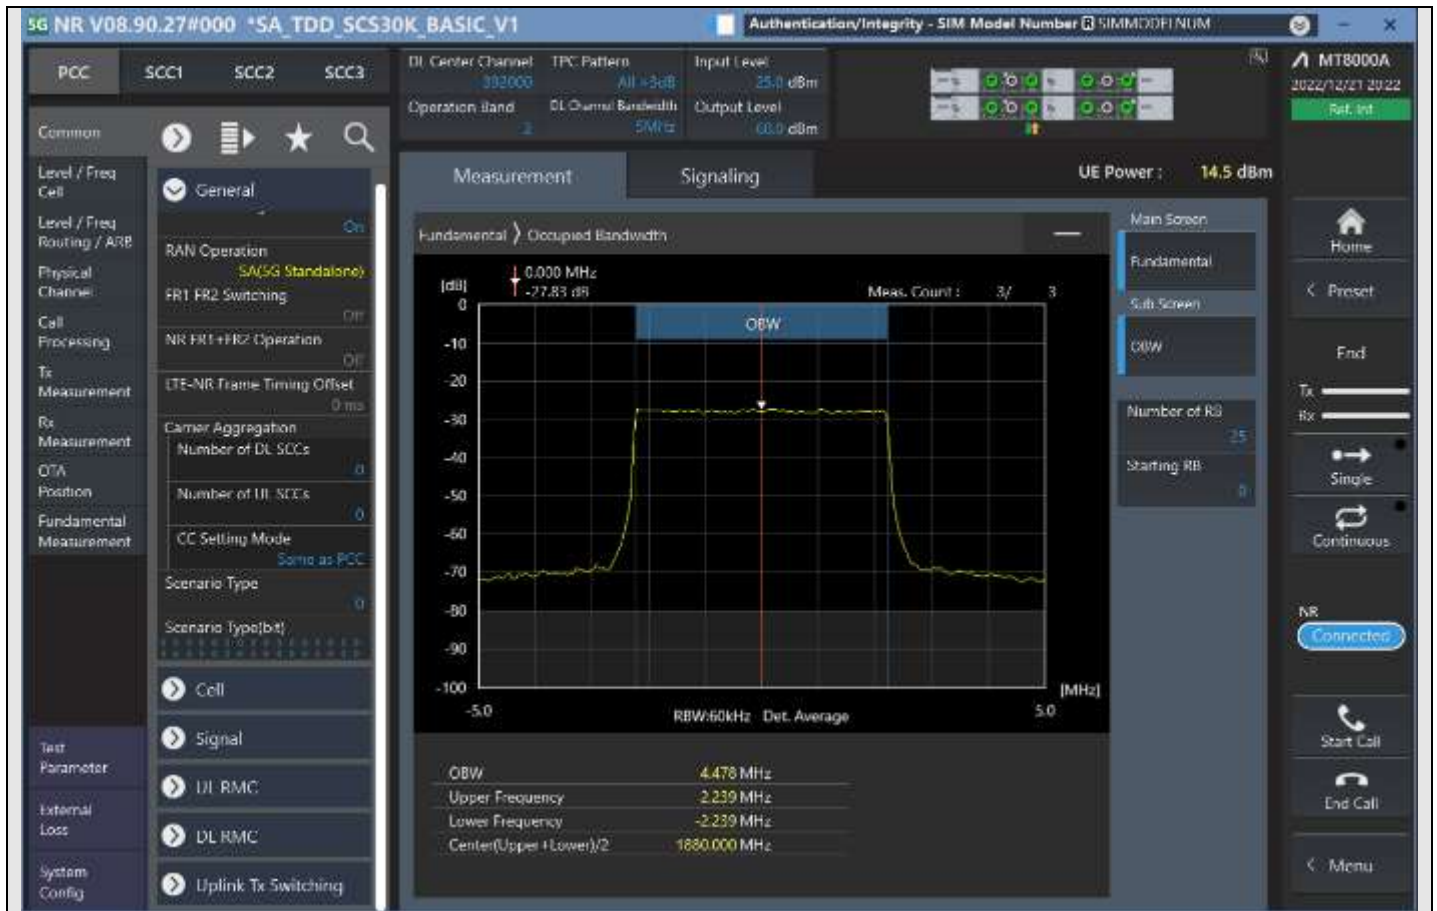 5G NR V08.90.27#000 *SA_TDD_SCS30K_BASIC_V1
Authentication/Integrity - SIM Model Number R SIMMODELNUM
PCC SCC1 SCC2 SCC3
DL Center Channel TPC Pattern Input Level
392000 All +3dB 25.0 dBm
Operation Band DL Channel Bandwidth Output Level
2 5MHz dBm
MT8000A
2022/12/21 20:22
Ref. Int
Common
Level / Freq
Cell
Level / Freq
Routing / ARB
Physical
Channel
Call
Processing
Tx
Measurement
Rx
Measurement
OTA
Position
Fundamental
Measurement
Test
Parameter
External
Loss
System
Config
General
On
RAN Operation
SA(5G Standalone)
FR1 FR2 Switching
Off
NR FR1+FR2 Operation
Off
LTE-NR Frame Timing Offset
0 ms
Carrier Aggregation
Number of DL SCCs
0
Number of UL SCCs
0
CC Setting Mode
Same as PCC
Scenario Type
0
Scenario Type(bit)
Cell
Signal
UL RMC
DL RMC
Uplink Tx Switching
Measurement Signaling
UE Power : 14.5 dBm
Fundamental Occupied Bandwidth
0.000 MHz
-27.83 dB
Meas. Count : 3/ 3
[dB]
OBW
0
-10
-20
-30
-40
-50
-60
-70
-80
-90
-100
[MHz]
-5.0 RBW:60kHz Det. Average 5.0
OBW 4.478 MHz
Upper Frequency 2.239 MHz
Lower Frequency -2.239 MHz
Center(Upper+Lower)/2 1880.000 MHz
Main Screen
Fundamental
Sub Screen
OBW
Number of RB
25
Starting RB
0
Home
Preset
End
Tx
Rx
Single
Continuous
NR
Connected
Start Call
End Call
Menu